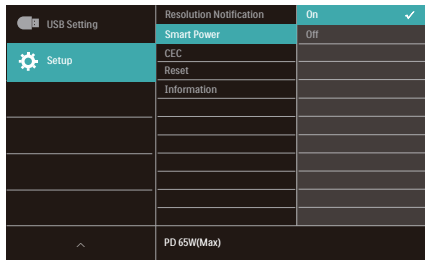 USB Setting
Setup
Resolution Notification
Smart Power
CEC
Reset
Information
On
Off
PD 65W(Max)